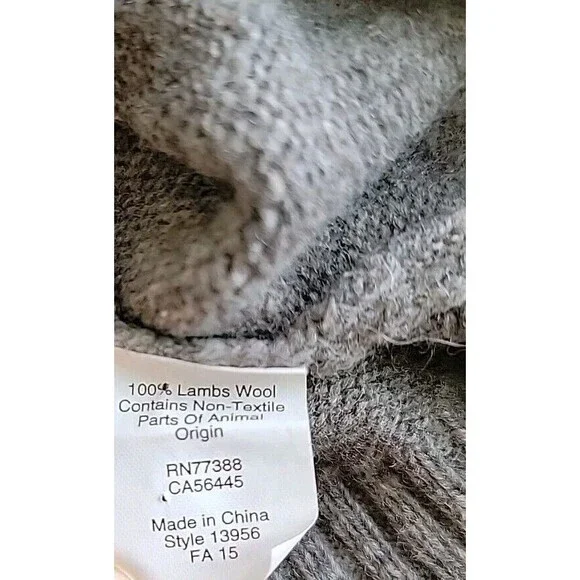 100% Lambs Wool
Contains Non-Textile
Parts Of Animal
Origin
RN77388
CA56445
Made in China
Style 13956
FA 15